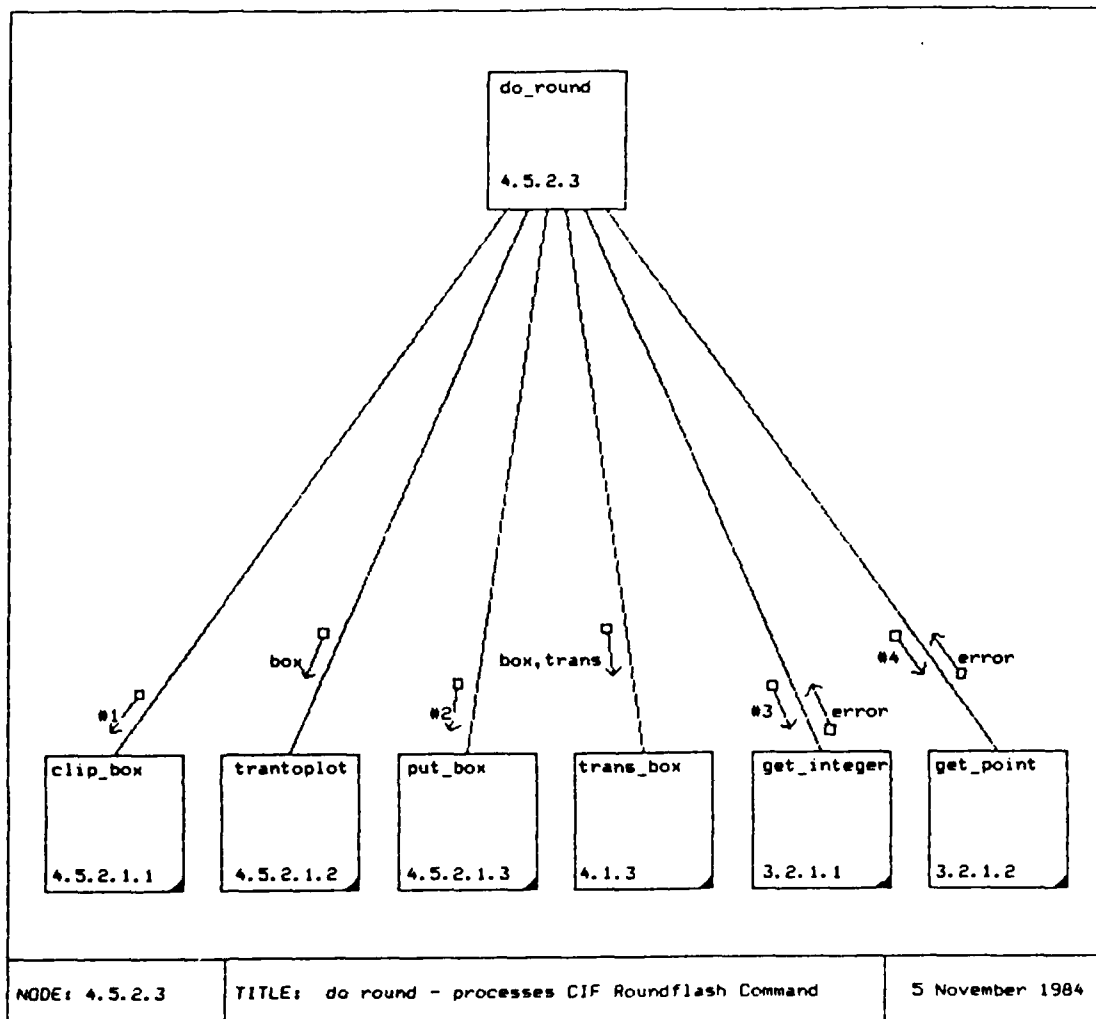 do_round
4.5.2.3
box
box,trans
#4
error
#1
#2
#3
error
clip_box
trantoplot
put_box
trans_box
get_integer
get_point
4.5.2.1.1
4.5.2.1.2
4.5.2.1.3
4.1.3
3.2.1.1
3.2.1.2
NODE: 4.5.2.3
TITLE: do round - processes CIF Roundflash Command
5 November 1984